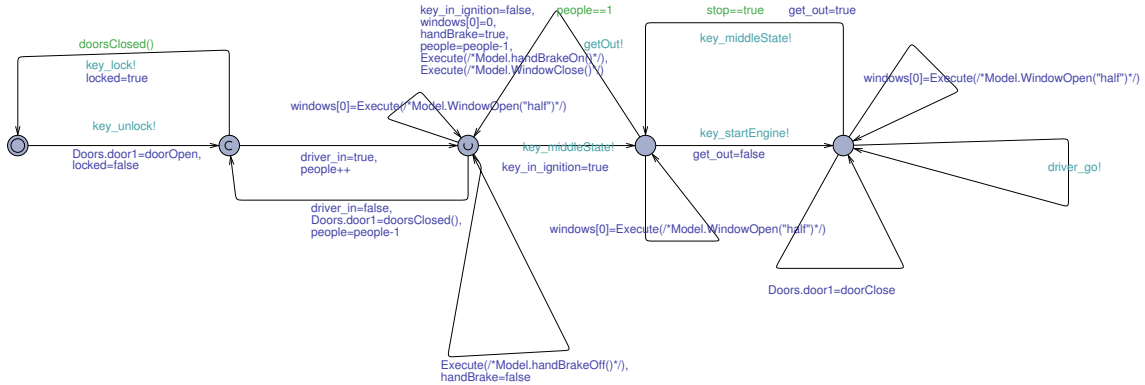 key_in_ignition=false,
windows[0]=0,
handBrake=true,
people=people-1,
Execute(/*Model.handBrakeOn()*/),
Execute(/*Model.WindowClose()*/)
people==1
getOut!
stop==true
get_out=true
key_middleState!
doorsClosed()
key_lock!
locked=true
windows[0]=Execute(/*Model.WindowOpen("half")*/)
windows[0]=Execute(/*Model.WindowOpen("half")*/)
key_unlock!
Doors.door1=doorOpen,
locked=false
C
driver_in=true,
people++
U
key_middleState!
key_in_ignition=true
key_startEngine!
get_out=false
driver_go!
driver_in=false,
Doors.door1=doorsClosed(),
people=people-1
windows[0]=Execute(/*Model.WindowOpen("half")*/)
Doors.door1=doorClose
Execute(/*Model.handBrakeOff()*/),
handBrake=false